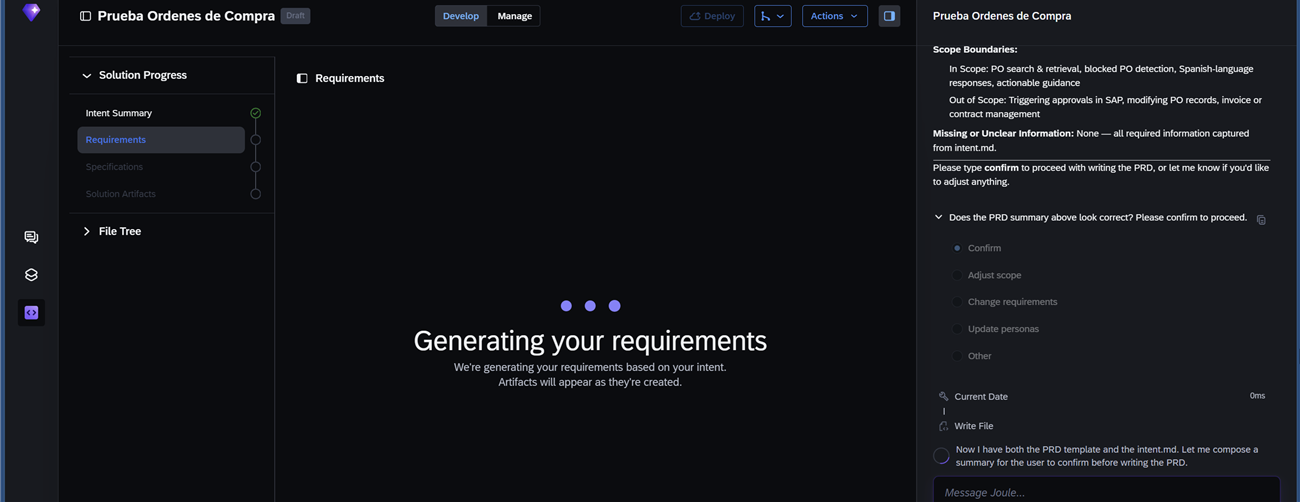 Prueba Ordenes de Compra
Draft
Develop
Manage
Deploy
Actions
Solution Progress
Intent Summary
Requirements
Specifications
Solution Artifacts
File Tree
Requirements
Generating your requirements
We're generating your requirements based on your intent.
Artifacts will appear as they're created.
Prueba Ordenes de Compra
Scope Boundaries:
In Scope: PO search & retrieval, blocked PO detection, Spanish-language
responses, actionable guidance
Out of Scope: Triggering approvals in SAP, modifying PO records, invoice or
contract management
Missing or Unclear Information: None — all required information captured
from intent.md.
Please type confirm to proceed with writing the PRD, or let me know if you'd like
to adjust anything.
Does the PRD summary above look correct? Please confirm to proceed.
Confirm
Adjust scope
Change requirements
Update personas
Other
Current Date
0ms
Write File
Now I have both the PRD template and the intent.md. Let me compose a
summary for the user to confirm before writing the PRD.
Message Joule...